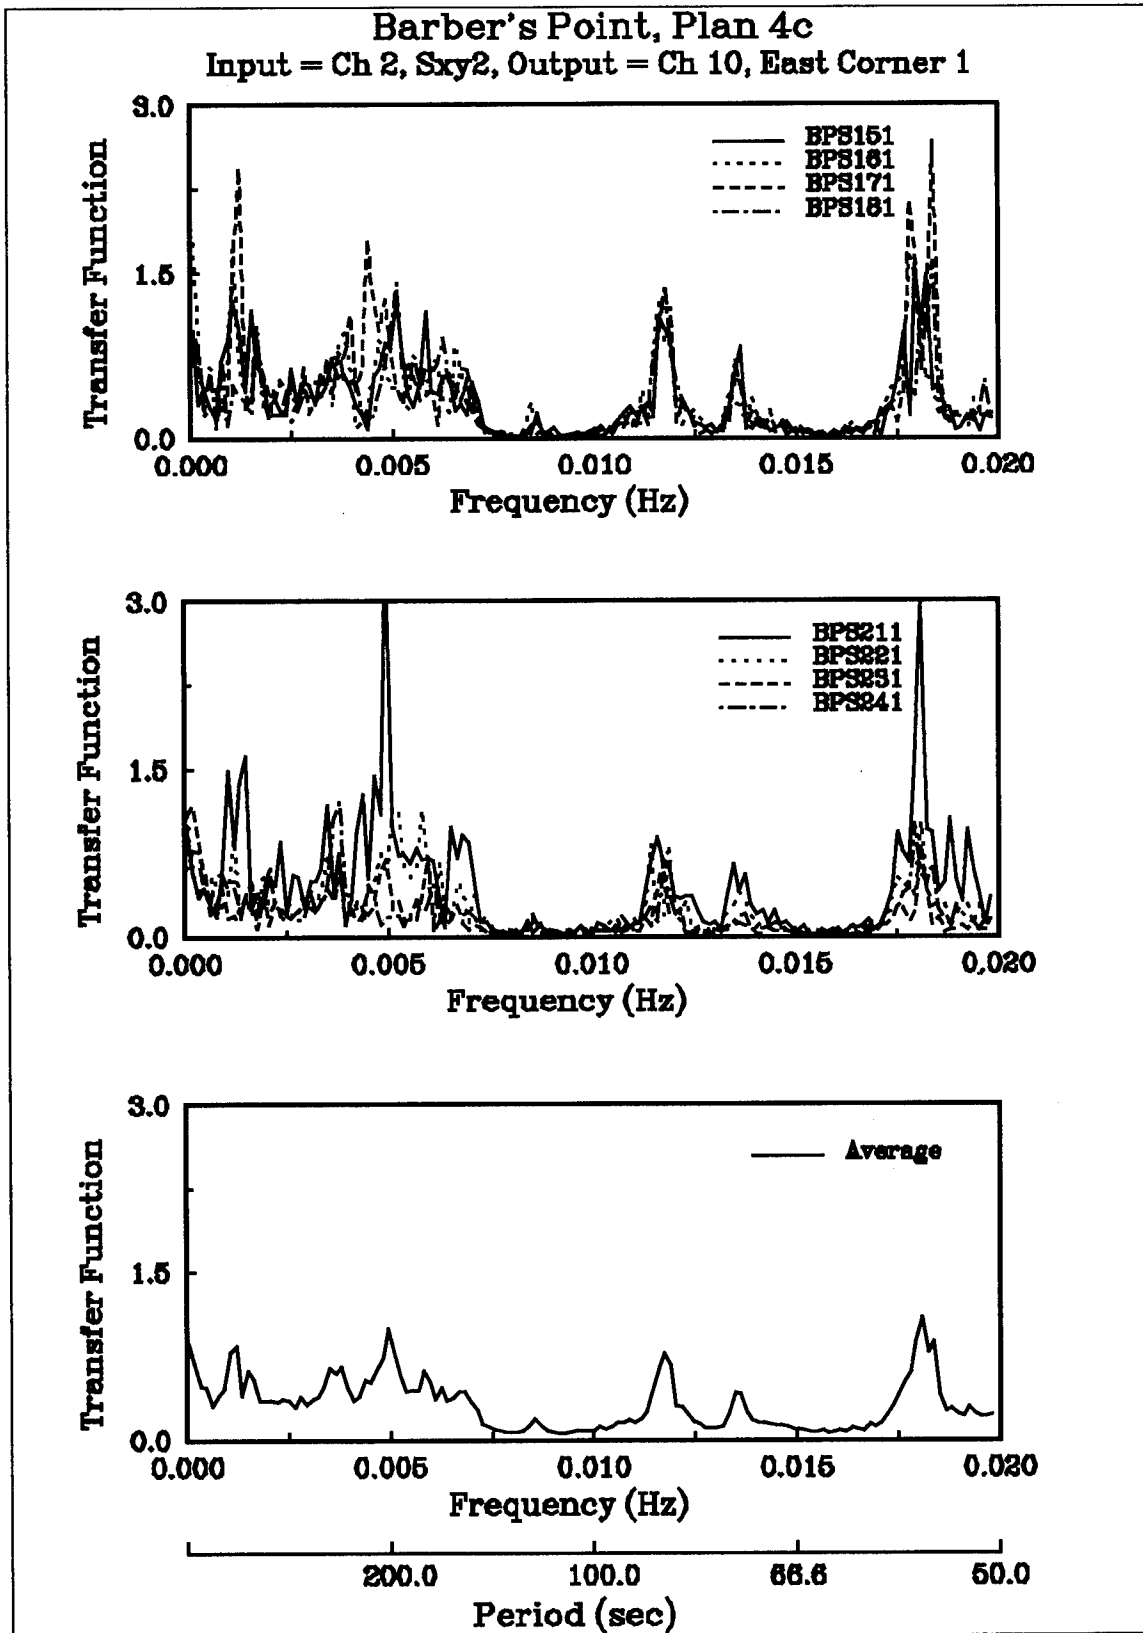 Barber's Point, Plan 4c
Input = Ch 2, Sxy2, Output = Ch 10, East Corner 1
3.0
1.5
0.0
Transfer Function
BPS151
BPS161
BPS171
BPS181
0.000 0.005 0.010 0.015 0.020
Frequency (Hz)
3.0
1.5
0.0
Transfer Function
BPS211
BPS221
BPS231
BPS241
0.000 0.005 0.010 0.015 0.020
Frequency (Hz)
3.0
1.5
0.0
Transfer Function
Average
0.000 0.005 0.010 0.015 0.020
Frequency (Hz)
200.0 100.0 66.6 50.0
Period (sec)